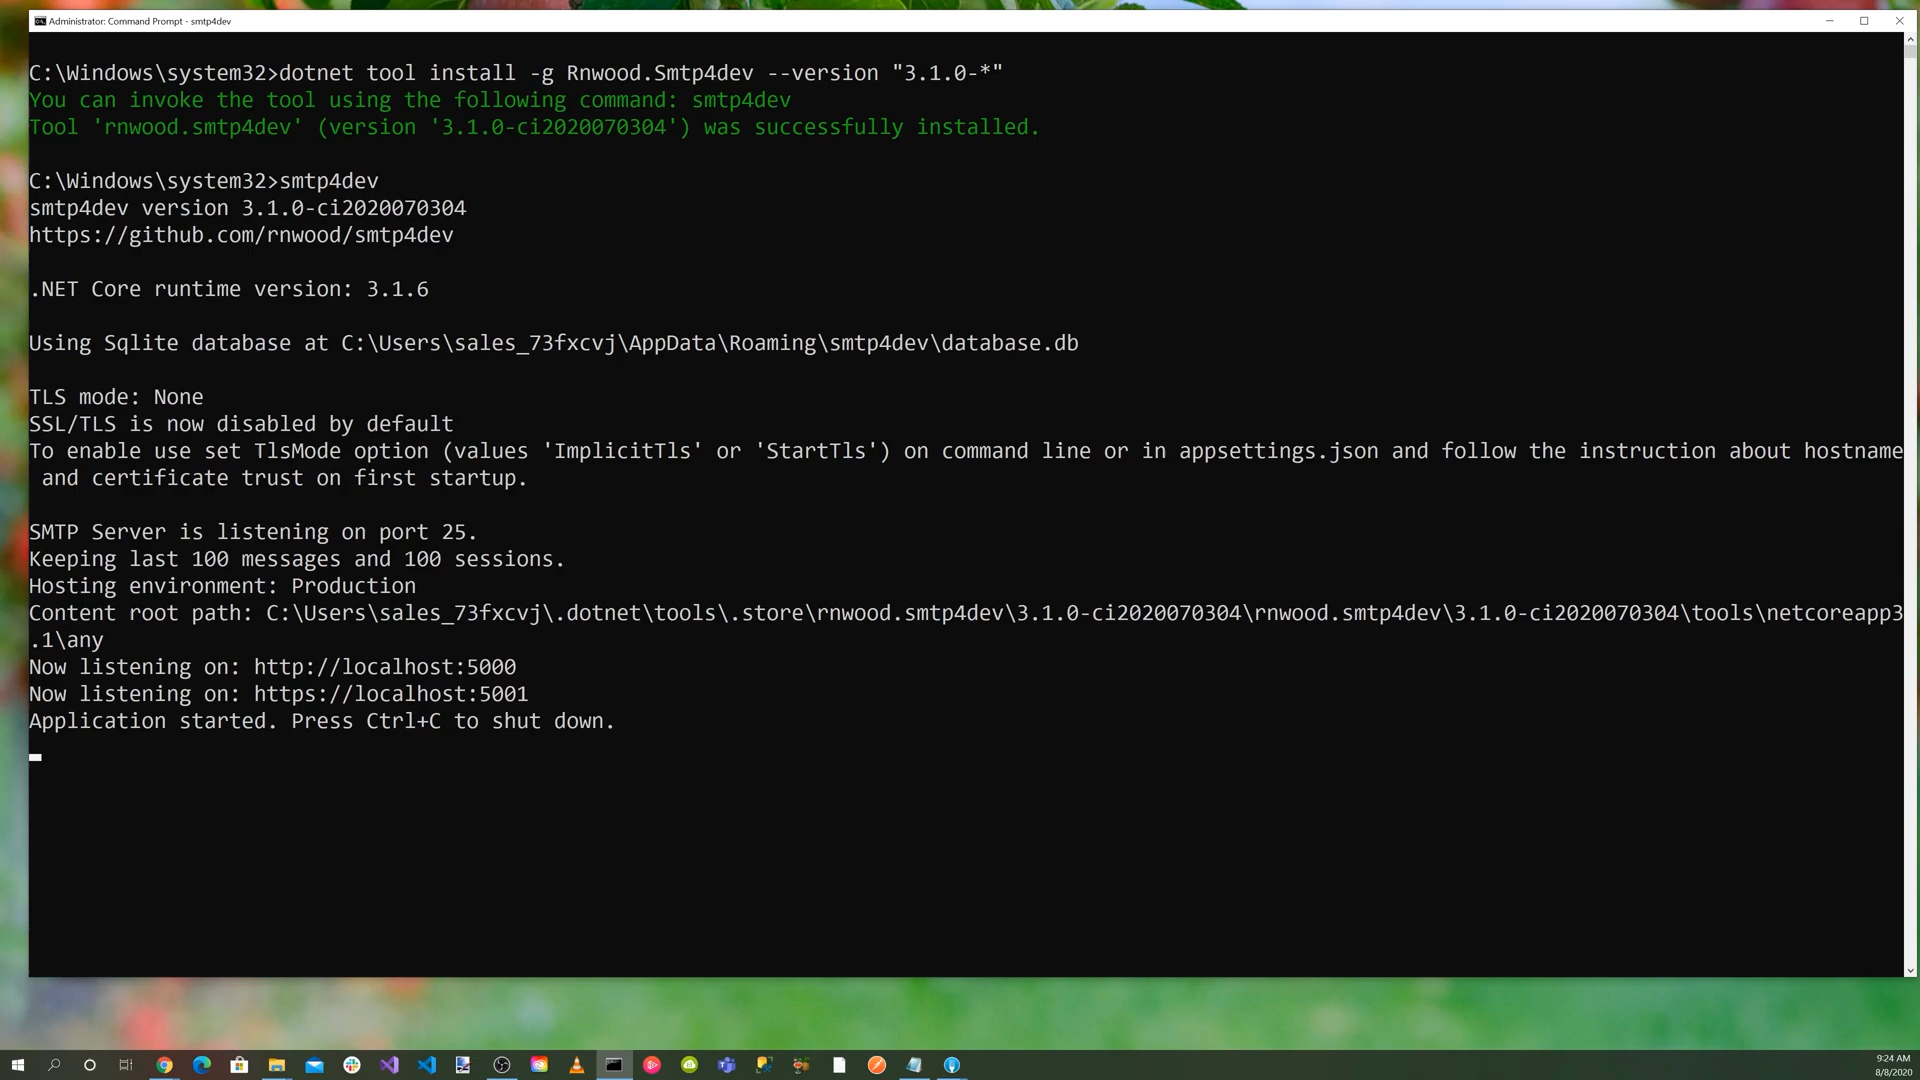 Administrator: Command Prompt - smtp4dev
C:\Windows\system32>dotnet tool install -g Rnwood.Smtp4dev --version "3.1.0-*"
You can invoke the tool using the following command: smtp4dev
Tool 'rnwood.smtp4dev' (version '3.1.0-ci2020070304') was successfully installed.
C:\Windows\system32>smtp4dev
smtp4dev version 3.1.0-ci2020070304
https://github.com/rnwood/smtp4dev
.NET Core runtime version: 3.1.6
Using Sqlite database at C:\Users\sales_73fxcvj\AppData\Roaming\smtp4dev\database.db
TLS mode: None
SSL/TLS is now disabled by default
To enable use set TlsMode option (values 'ImplicitTls' or 'StartTls') on command line or in appsettings.json and follow the instruction about hostname
and certificate trust on first startup.
SMTP Server is listening on port 25.
Keeping last 100 messages and 100 sessions.
Hosting environment: Production
Content root path: C:\Users\sales_73fxcvj\.dotnet\tools\.store\rnwood.smtp4dev\3.1.0-ci2020070304\rnwood.smtp4dev\3.1.0-ci2020070304\tools\netcoreapp3
.1\any
Now listening on: http://localhost:5000
Now listening on: https://localhost:5001
Application started. Press Ctrl+C to shut down.
9:24 AM
8/8/2020